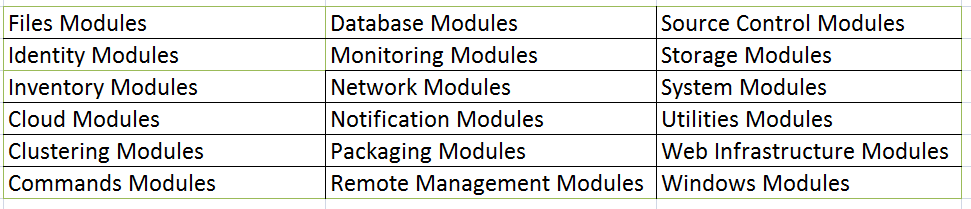 Files Modules Database Modules Source Control Modules
Identity Modules Monitoring Modules Storage Modules
Inventory Modules Network Modules System Modules
Cloud Modules Notification Modules Utilities Modules
Clustering Modules Packaging Modules Web Infrastructure Modules
Commands Modules Remote Management Modules Windows Modules